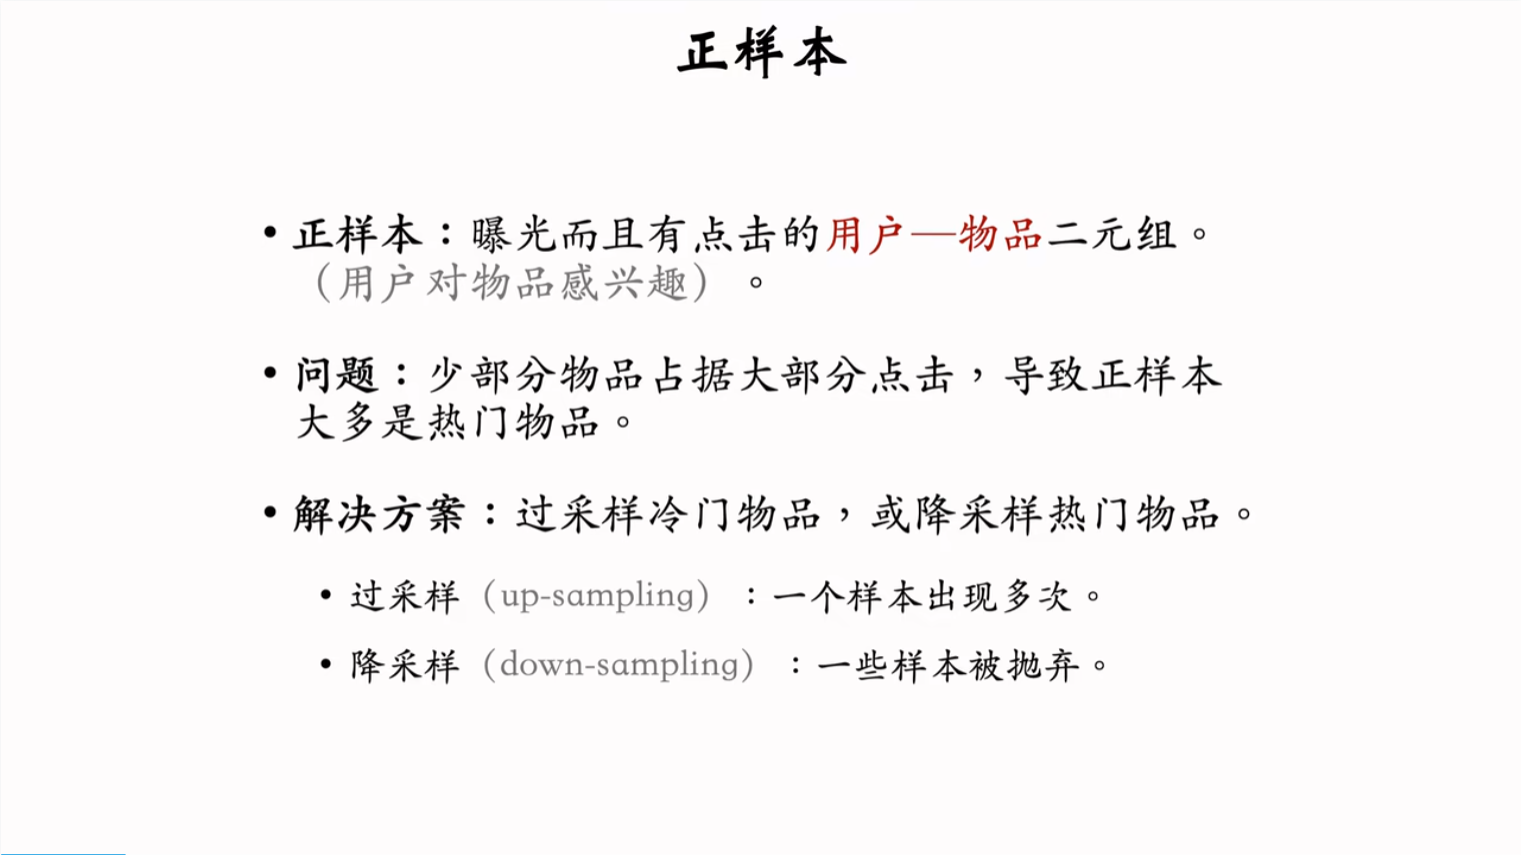 正样本
• 正样本：曝光而且有点击的用户—物品二元组。
（用户对物品感兴趣）。
• 问题：少部分物品占据大部分点击，导致正样本
大多是热门物品。
• 解决方案：过采样冷门物品，或降采样热门物品。
• 过采样（up-sampling）：一个样本出现多次。
• 降采样（down-sampling）：一些样本被抛弃。